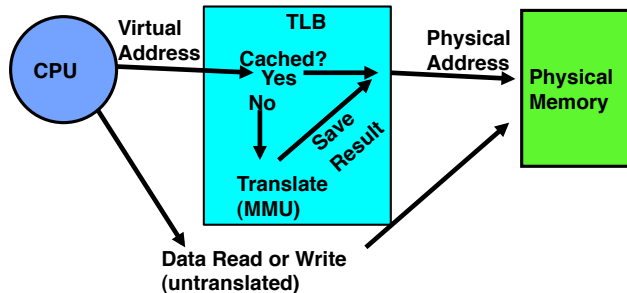 TLB
Virtual
Address
Cached?
Yes
No
CPU
Physical
Address
Physical
Memory
Save
Result
Translate
(MMU)
Data Read or Write
(untranslated)